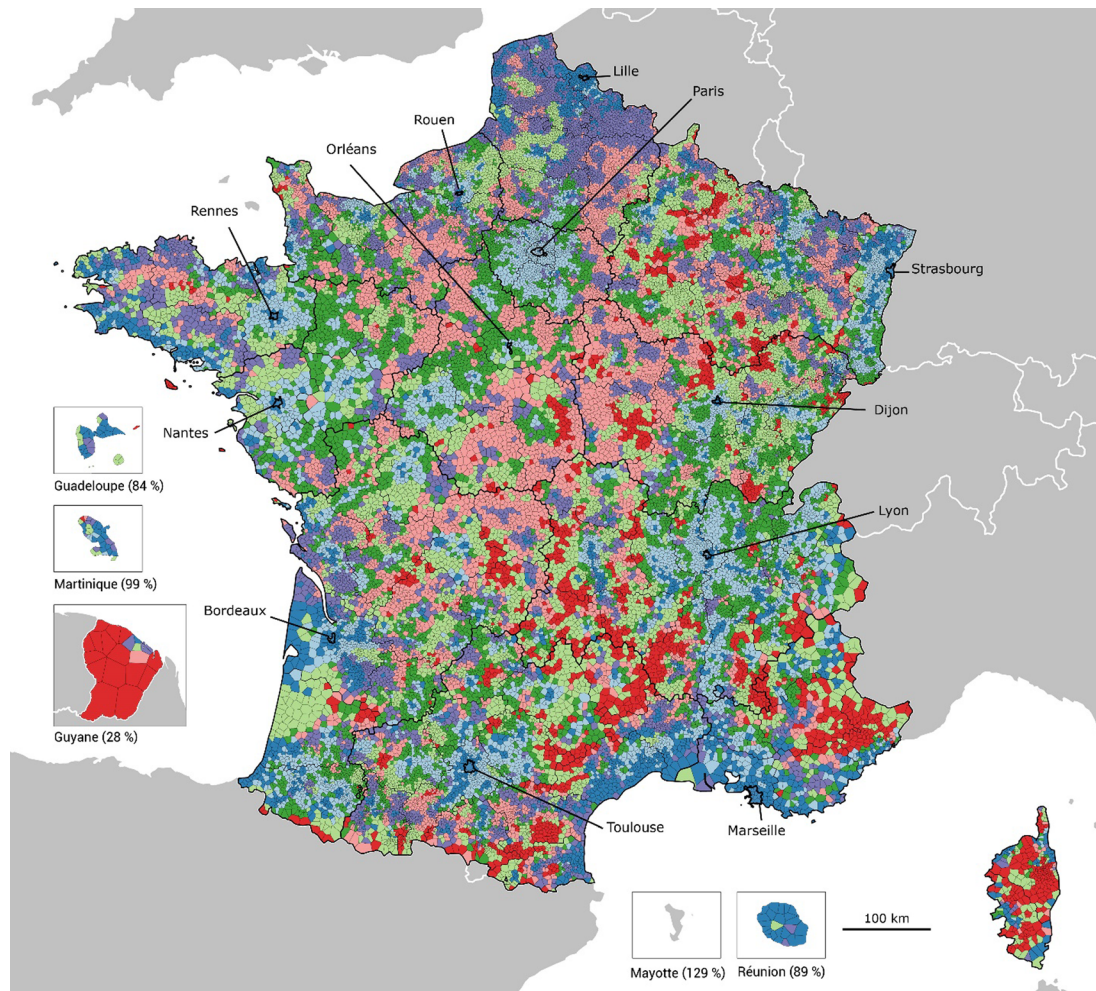 Lille
Paris
Rouen
Orléans
Rennes
Strasbourg
Dijon
Nantes
Guadeloupe (84 %)
Lyon
Martinique (99 %)
Bordeaux
Guyane (28 %)
Toulouse
Marseille
100 km
Mayotte (129 %)
Réunion (89 %)